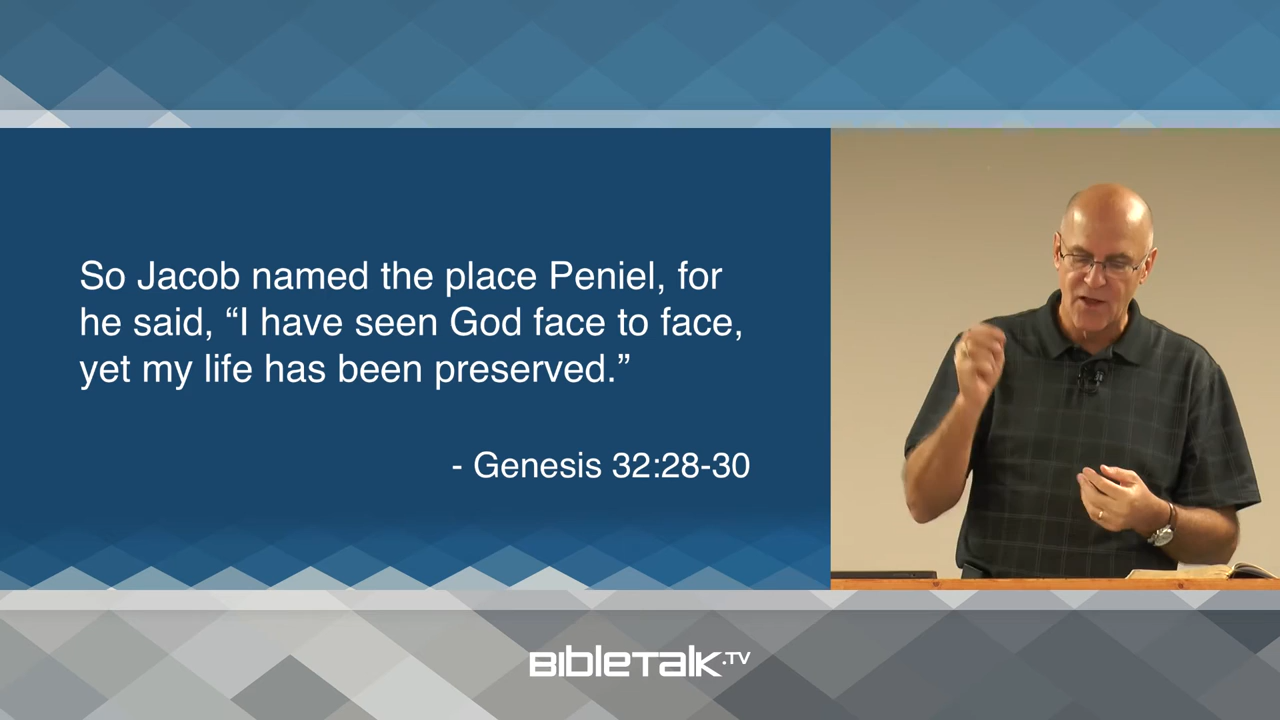 So Jacob named the place Peniel, for
he said, “I have seen God face to face,
yet my life has been preserved.”
- Genesis 32:28-30
BIBLETALK.TV